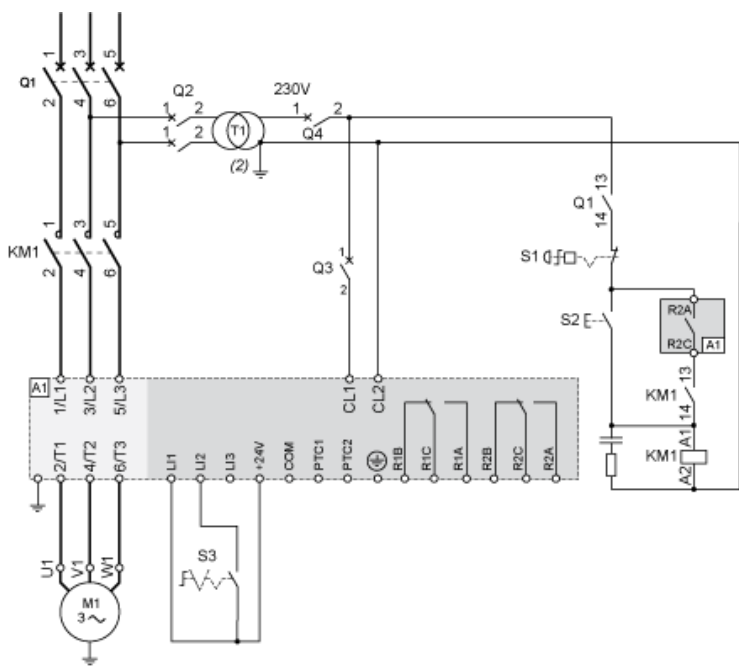 1
3
5
Q1
2
4
6
Q2
1
2
1
2
T1
(2)
230V
1
2
Q4
13
Q1
14
KM1
1
3
5
2
4
6
Q3
1
2
S1
S2
R2A
R2C
A1
13
KM1
14
A1
KM1
A2
A1
1/L1
3/L2
5/L3
CL1
CL2
2/T1
4/T2
6/T3
LI1
LI2
LI3
+24V
COM
PTC1
PTC2
R1B
R1C
R1A
R2B
R2C
R2A
S3
U1
V1
W1
M1
3